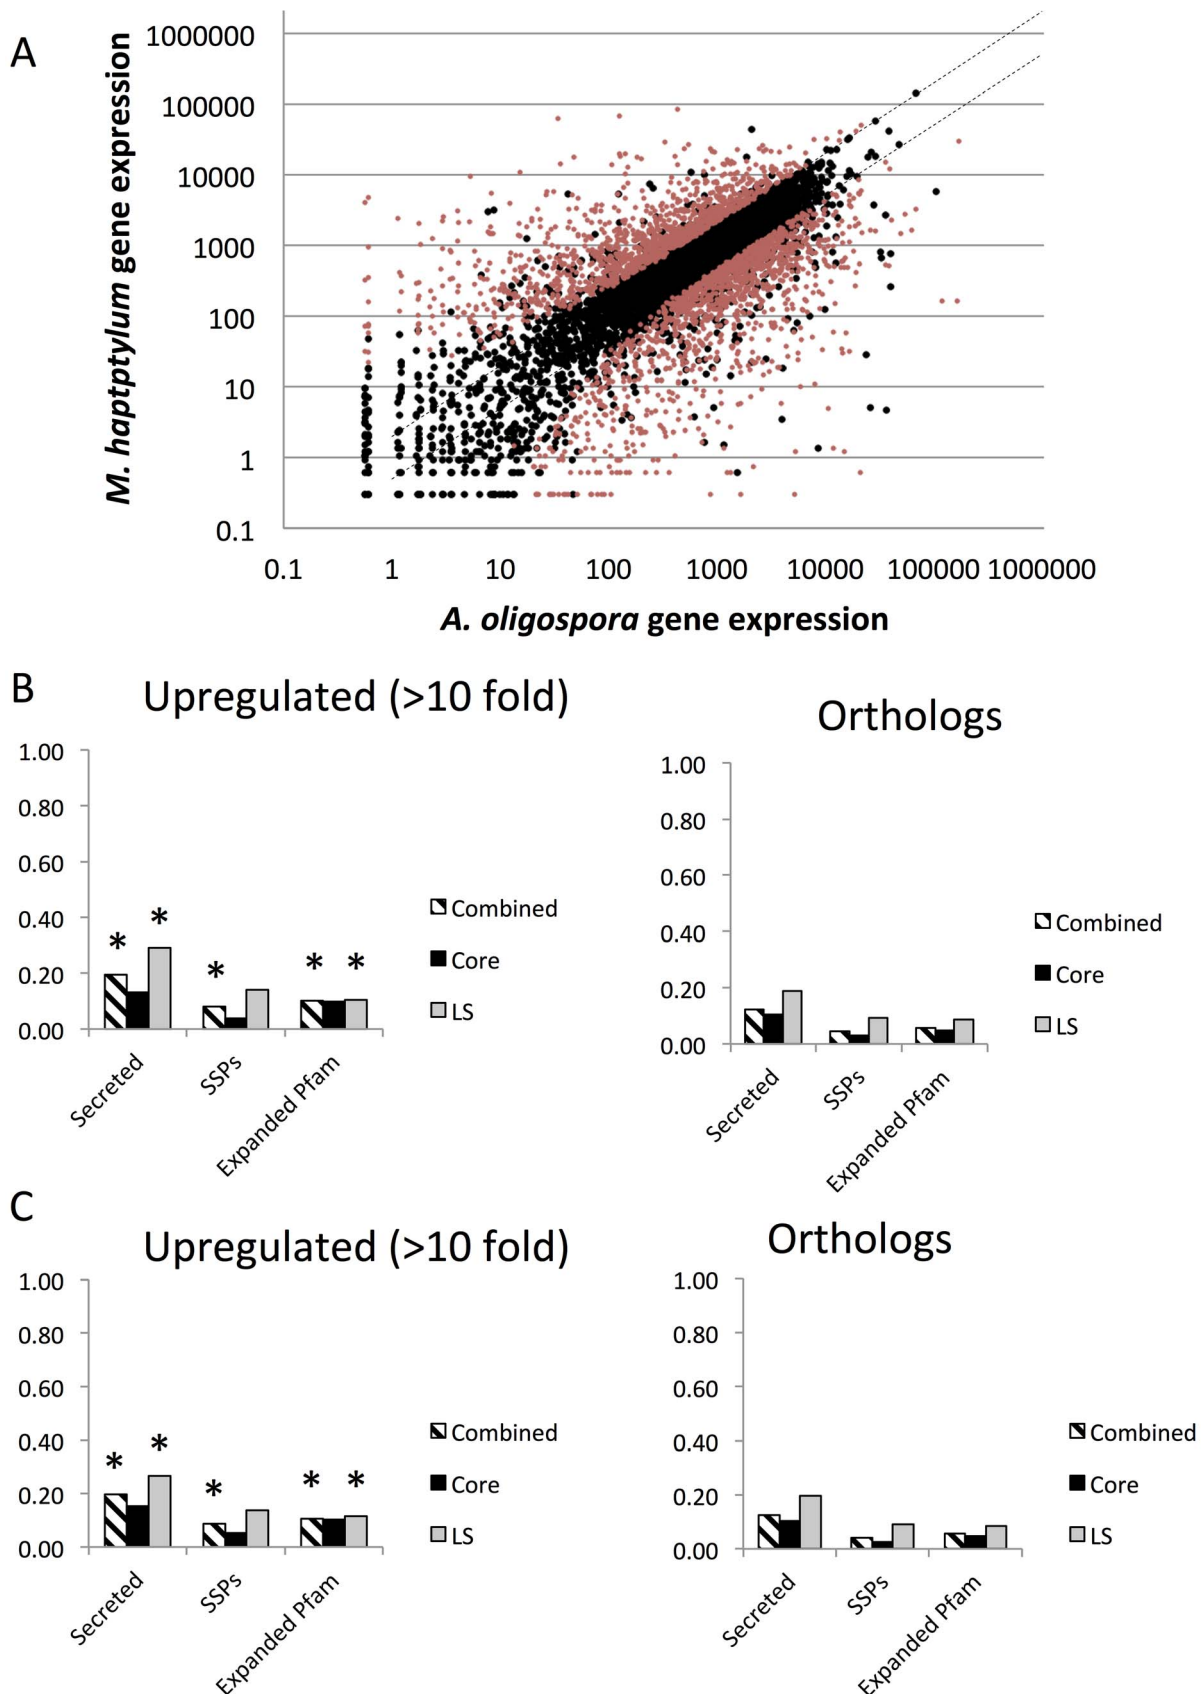 A
M. haptptylum gene expression
1000000
100000
10000
1000
100
10
1
0.1
0.1 1 10 100 1000 10000 100000 1000000
A. oligospora gene expression
B
Upregulated (>10 fold)
1.00
0.80
0.60
0.40
0.20
0.00
* * * * *
Secreted
SSPs
Expanded Pfam
Combined
Core
LS
Orthologs
1.00
0.80
0.60
0.40
0.20
0.00
Secreted
SSPs
Expanded Pfam
Combined
Core
LS
C
Upregulated (>10 fold)
1.00
0.80
0.60
0.40
0.20
0.00
* * * * *
Secreted
SSPs
Expanded Pfam
Combined
Core
LS
Orthologs
1.00
0.80
0.60
0.40
0.20
0.00
Secreted
SSPs
Expanded Pfam
Combined
Core
LS